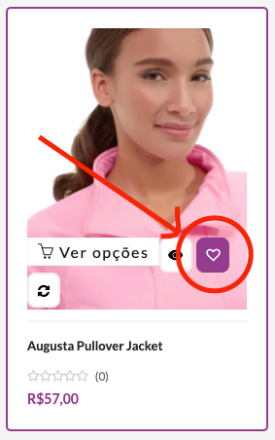 Ver opções
Augusta Pullover Jacket
(0)
R$57,00